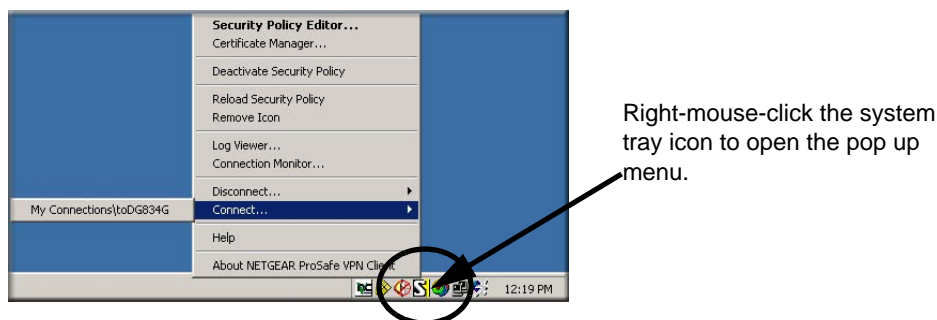 Security Policy Editor...
Certificate Manager...
Deactivate Security Policy
Reload Security Policy
Remove Icon
Log Viewer...
Connection Monitor...
Disconnect...
Connect...
My Connections\toDG834G
Help
About NETGEAR ProSafe VPN Client
12:19 PM
Right-mouse-click the system
tray icon to open the pop up
menu.